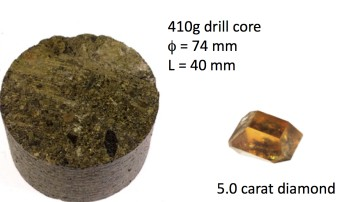 410g drill core
ϕ = 74 mm
L = 40 mm
5.0 carat diamond